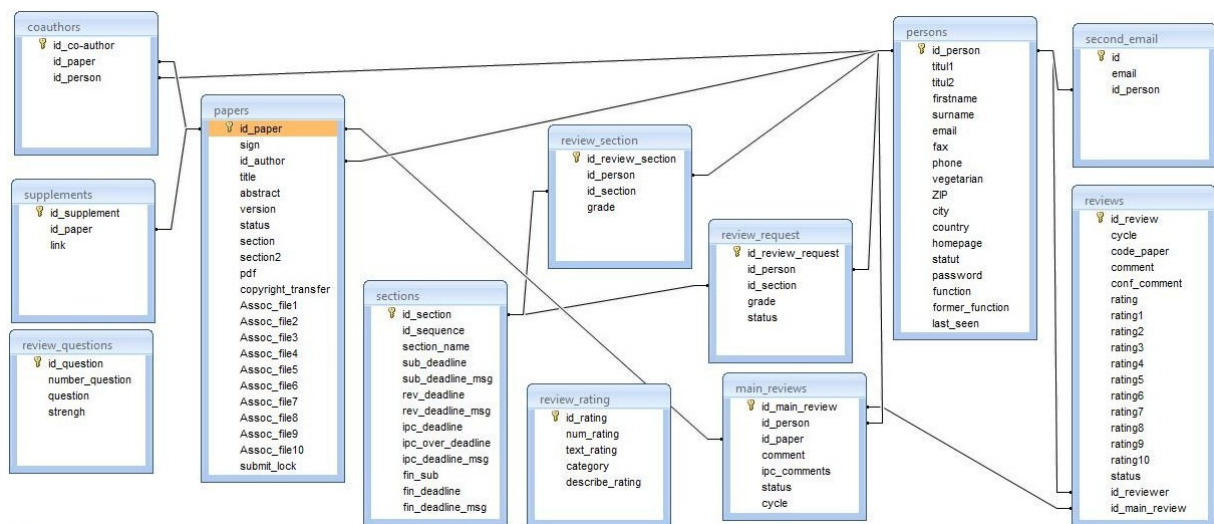 coauthors
id_co-author
id_paper
id_person
papers
id_paper
sign
id_author
title
abstract
version
status
section
section2
pdf
copyright_transfer
Assoc_file1
Assoc_file2
Assoc_file3
Assoc_file4
Assoc_file5
Assoc_file6
Assoc_file7
Assoc_file8
Assoc_file9
Assoc_file10
submit_lock
supplements
id_supplement
id_paper
link
review_questions
id_question
number_question
question
strengh
sections
id_section
id_sequence
section_name
sub_deadline
sub_deadline_msg
rev_deadline
rev_deadline_msg
ipc_deadline
ipc_over_deadline
ipc_deadline_msg
fin_sub
fin_deadline
fin_deadline_msg
review_section
id_review_section
id_person
id_section
grade
review_request
id_review_request
id_person
id_section
grade
status
review_rating
id_rating
num_rating
text_rating
category
describe_rating
main_reviews
id_main_review
id_person
id_paper
comment
ipc_comments
status
cycle
persons
id_person
titul1
titul2
firstname
surname
email
fax
phone
vegetarian
ZIP
city
country
homepage
statut
password
function
former_function
last_seen
second_email
id
email
id_person
reviews
id_review
cycle
code_paper
comment
conf_comment
rating
rating1
rating2
rating3
rating4
rating5
rating6
rating7
rating8
rating9
rating10
status
id_reviewer
id_main_review